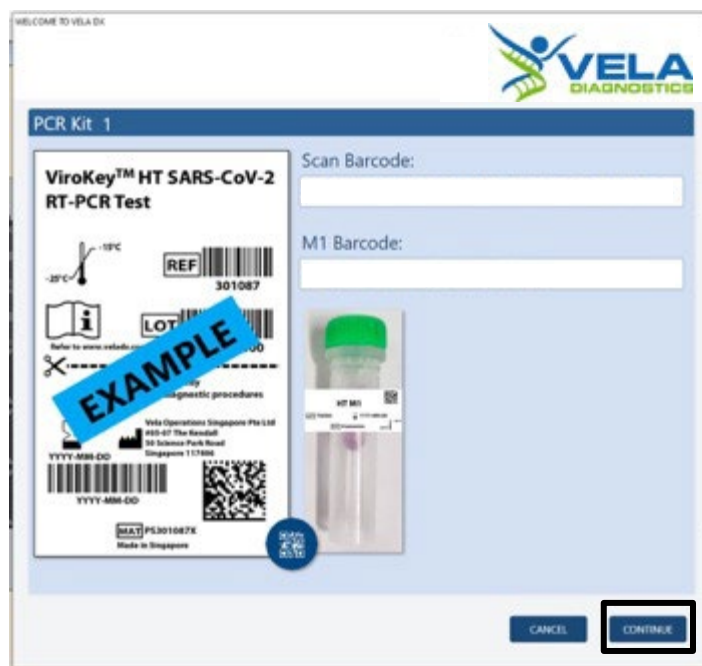 WELCOME TO VELA DX
VELA
DIAGNOSTICS
PCR Kit 1
ViroKey™ HT SARS-CoV-2
RT-PCR Test
-15°C
-25°C
REF
301087
LOT
EXAMPLE
diagnostic procedures
Vela Operations Singapore Pte Ltd
#05-07 The Kendall
50 Science Park Road
Singapore 117406
YYYY-MM-DD
YYYY-MM-DD
MAT PS301087X
Made in Singapore
Scan Barcode:
M1 Barcode:
HT M1
CANCEL
CONTINUE